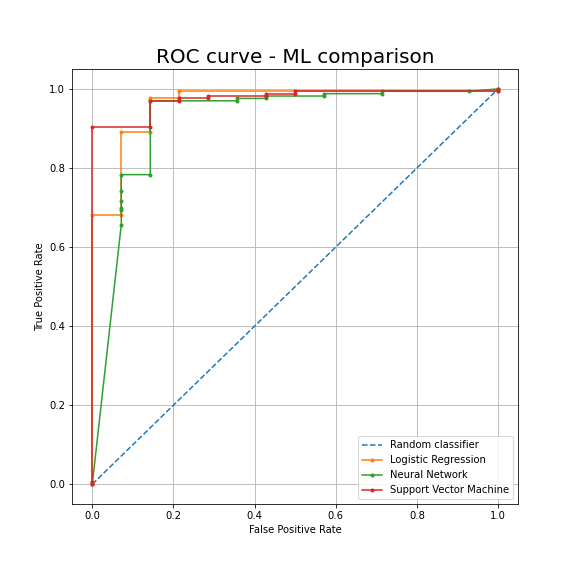 ROC curve - ML comparison
True Positive Rate
1.0
0.8
0.6
0.4
0.2
0.0
0.0 0.2 0.4 0.6 0.8 1.0
False Positive Rate
Random classifier
Logistic Regression
Neural Network
Support Vector Machine